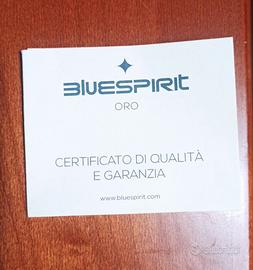 BLUESPIRIT
ORO
CERTIFICATO DI QUALITÀ
E GARANZIA
www.bluespirit.com